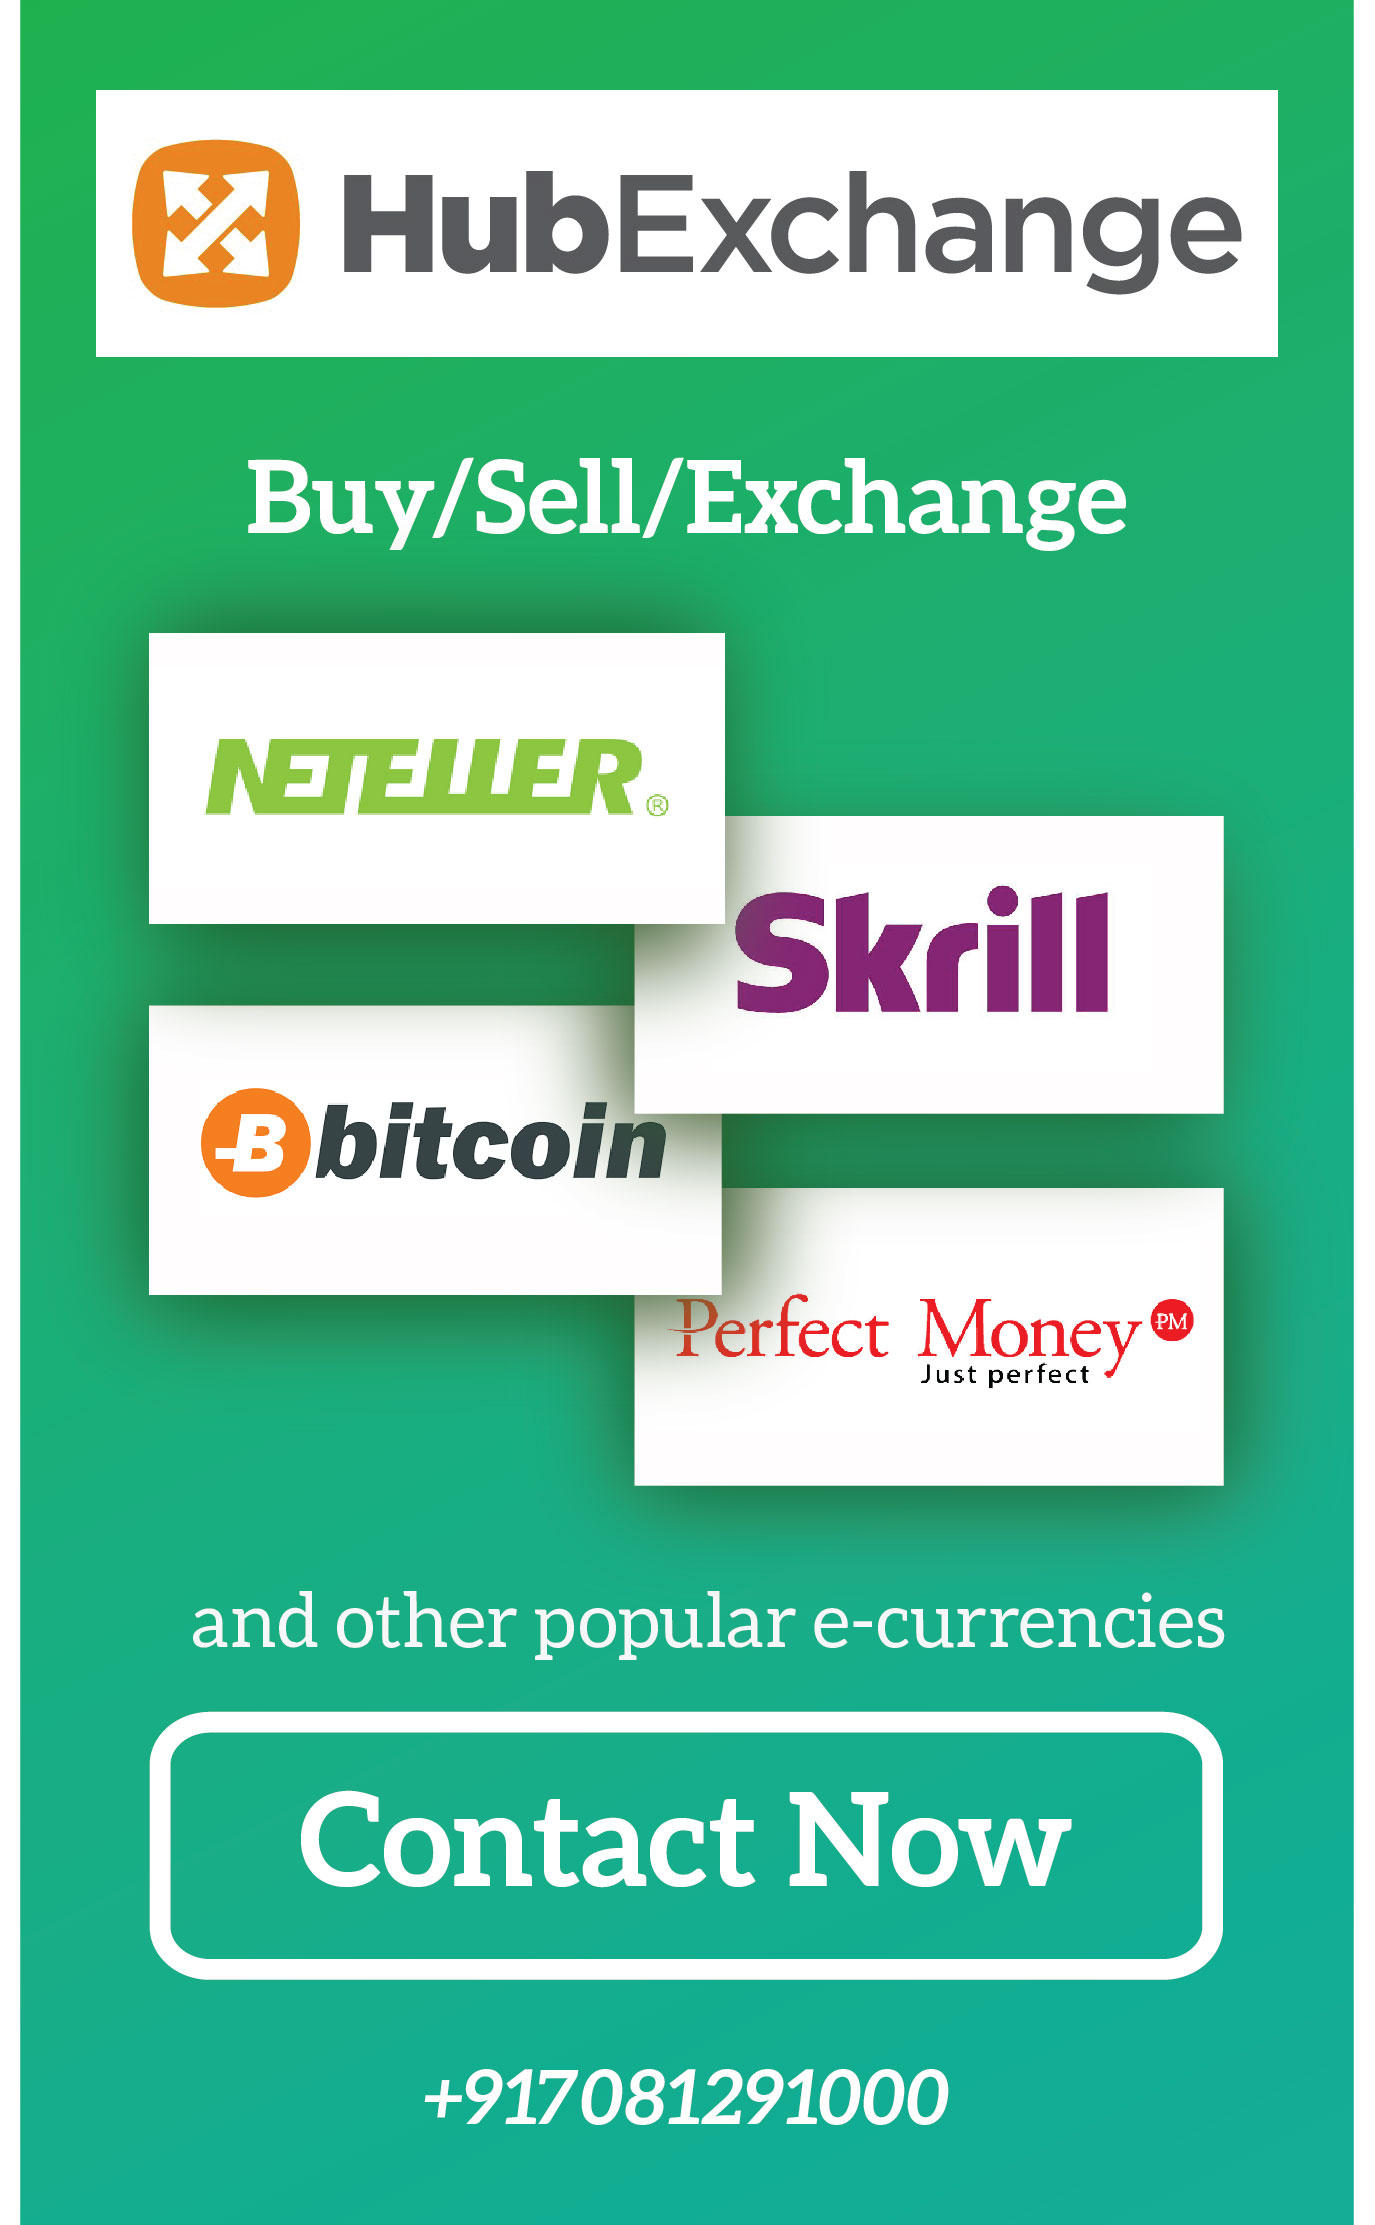 HubExchange
Buy/Sell/Exchange
NETELLER®
Skrill
B bitcoin
Perfect Money PM
Just perfect
and other popular e-currencies
Contact Now
+917081291000